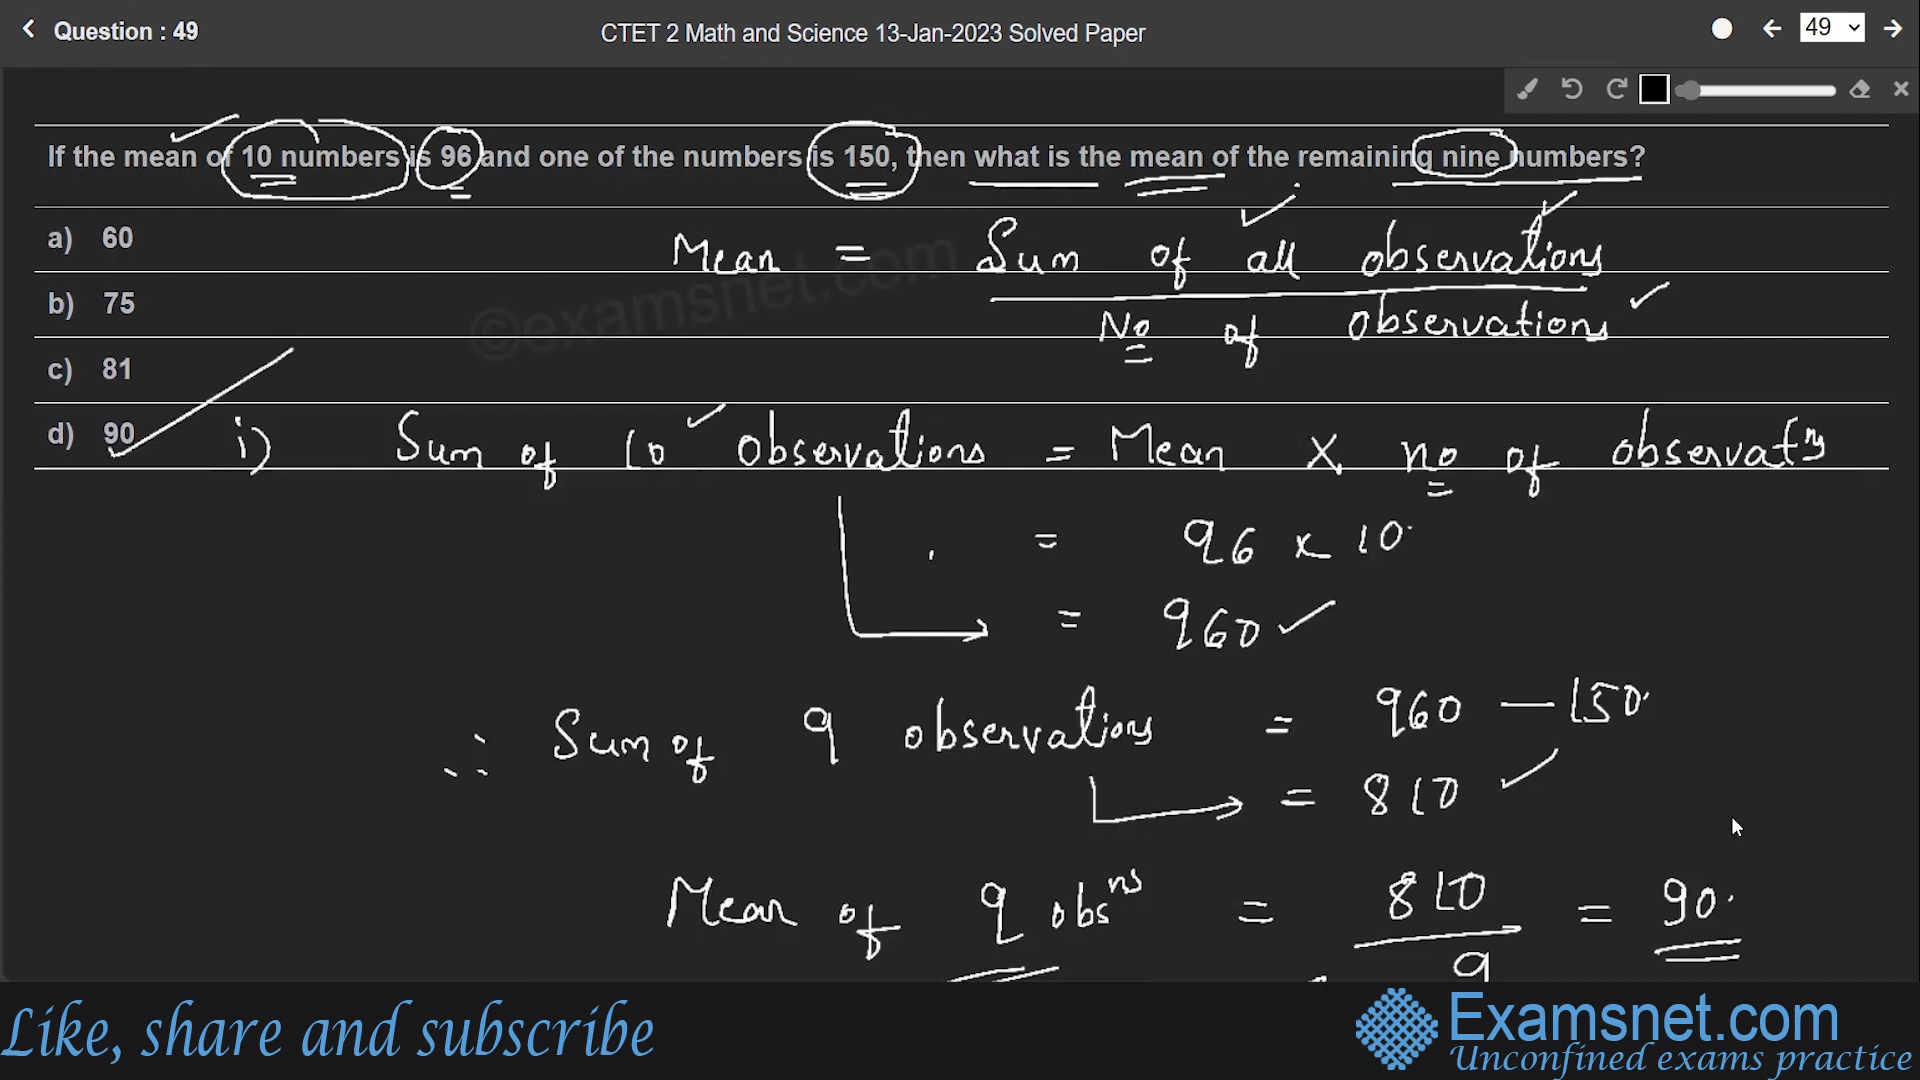 Question : 49
CTET 2 Math and Science 13-Jan-2023 Solved Paper
49
If the mean of 10 numbers is 96 and one of the numbers is 150, then what is the mean of the remaining nine numbers?
a) 60
Mean = Sum of all observations
b) 75
No of observations
©examsnet.com
c) 81
d) 90
i) Sum of 10 observations = Mean X no of observatns
= 96 x 10
= 960
∴ Sum of 9 observations = 960 — 150
= 810
Mean of 9 obsns = 810 = 90
9
Like, share and subscribe
Examsnet.com
Unconfined exams practice